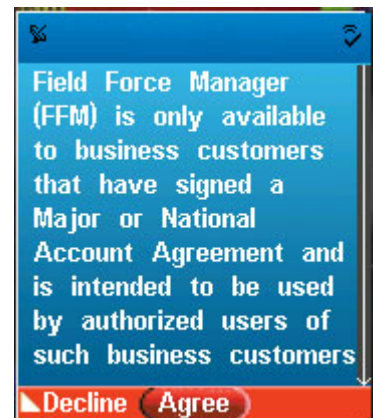 Field Force Manager
(FFM) is only available
to business customers
that have signed a
Major or National
Account Agreement and
is intended to be used
by authorized users of
such business customers
Decline Agree